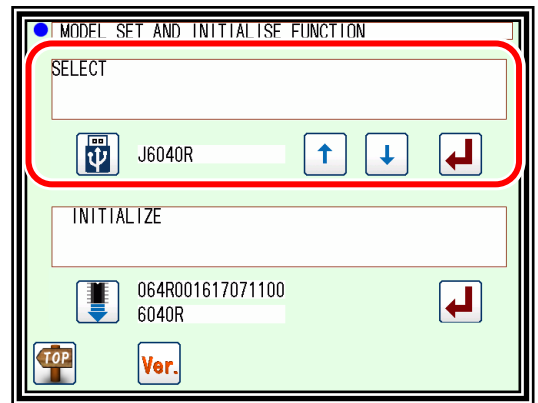 MODEL SET AND INITIALISE FUNCTION
SELECT
J6040R
INITIALIZE
064R001617071100
6040R
TOP
Ver.